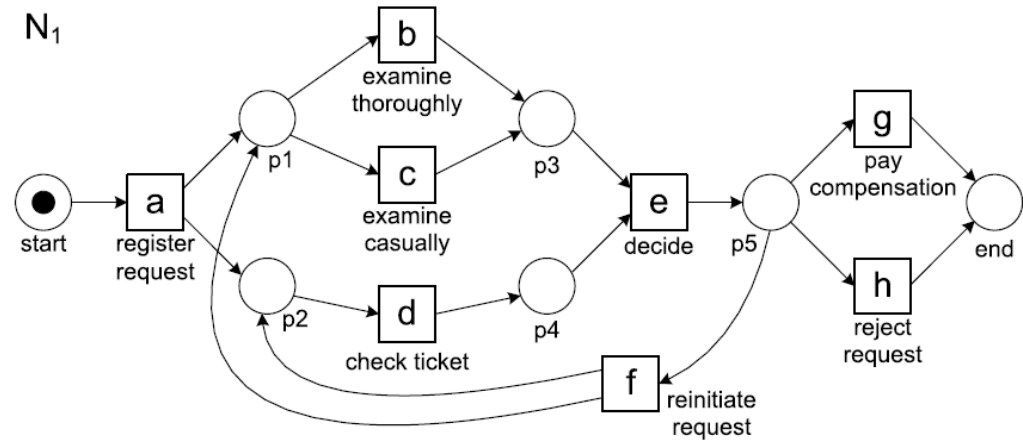 N1
b
examine
thoroughly
p1
p3
c
examine
casually
g
pay
compensation
start
a
register
request
e
decide
p5
end
p2
d
check ticket
p4
h
reject
request
f
reinitiate
request